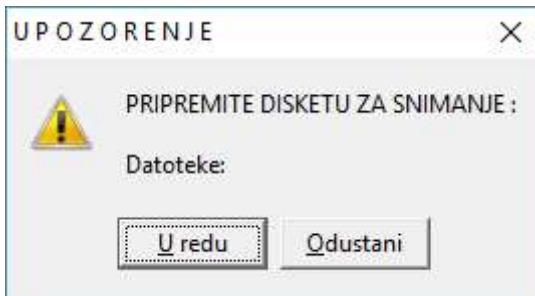 UPOZORENJE
PRIPREMITE DISKETU ZA SNIMANJE :
Datoteke:
U redu Odustani